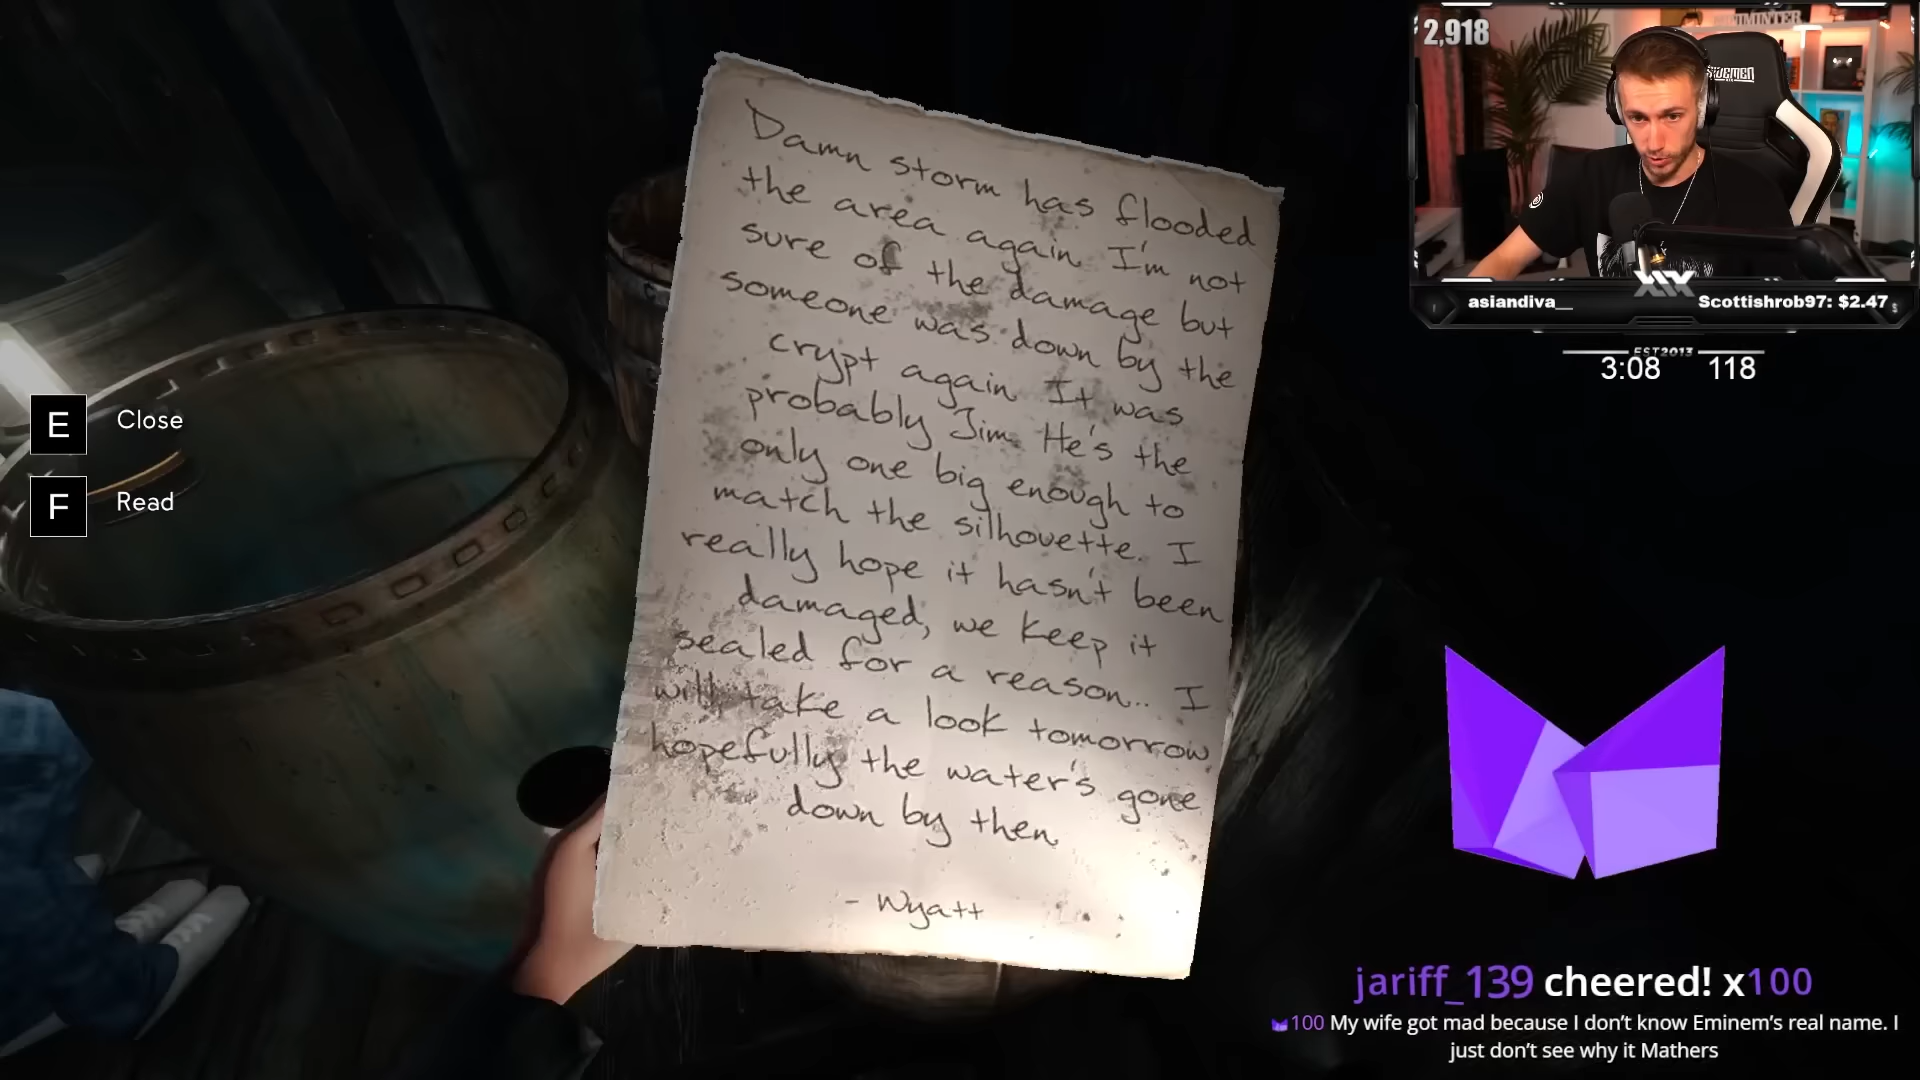 2,918
Damn storm has flooded
the area again I'm not
sure of the damage but
someone was down by the
crypt again It was
probably Jim. He's the
only one big enough to
match the silhouette. I
really hope it hasn't been
damaged, we keep it
sealed for a reason... I
will take a look tomorrow
hopefully the water's gone
down by then.
- Wyatt
E Close
F Read
XIX
asiandiva__ Scottishrob97: $2.47
EST2013
3:08 118
jariff_139 cheered! x100
100 My wife got mad because I don't know Eminem's real name. I
just don't see why it Mathers